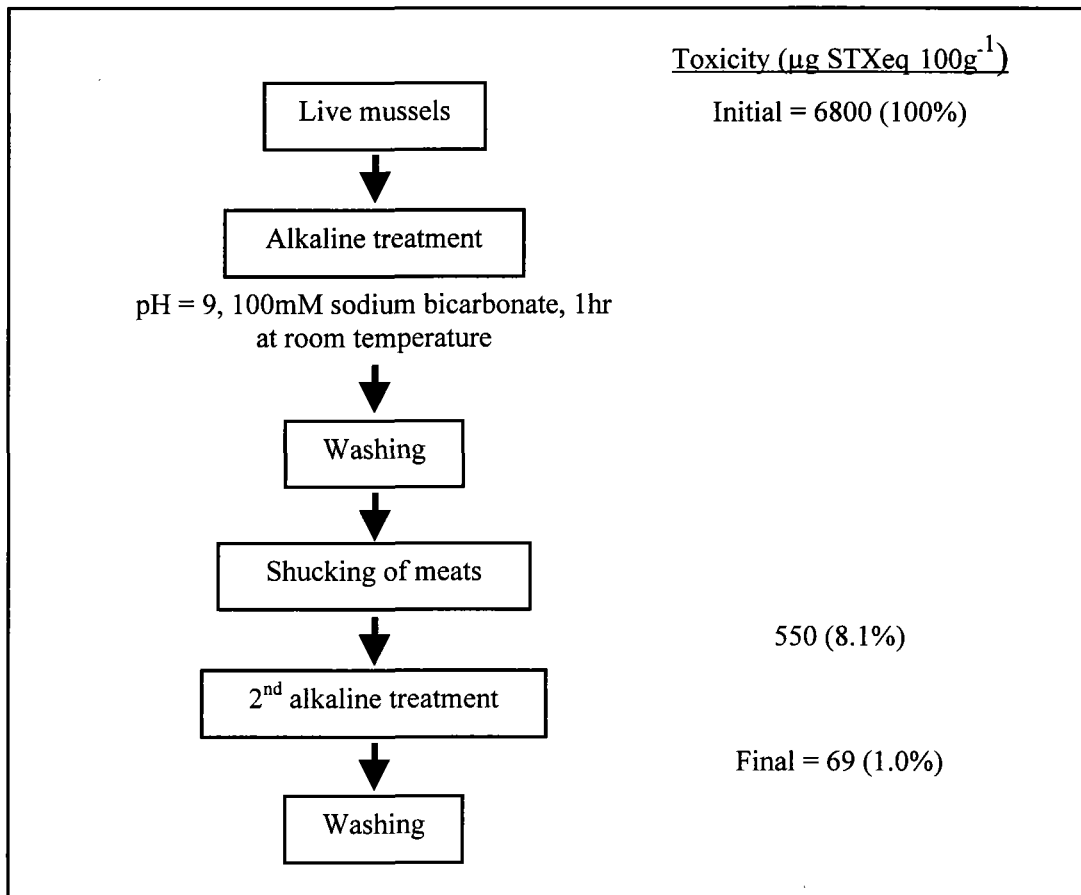 Toxicity (µg STXeq 100g⁻¹)
Live mussels
Initial = 6800 (100%)
Alkaline treatment
pH = 9, 100mM sodium bicarbonate, 1hr
at room temperature
Washing
Shucking of meats
550 (8.1%)
2ⁿᵈ alkaline treatment
Final = 69 (1.0%)
Washing